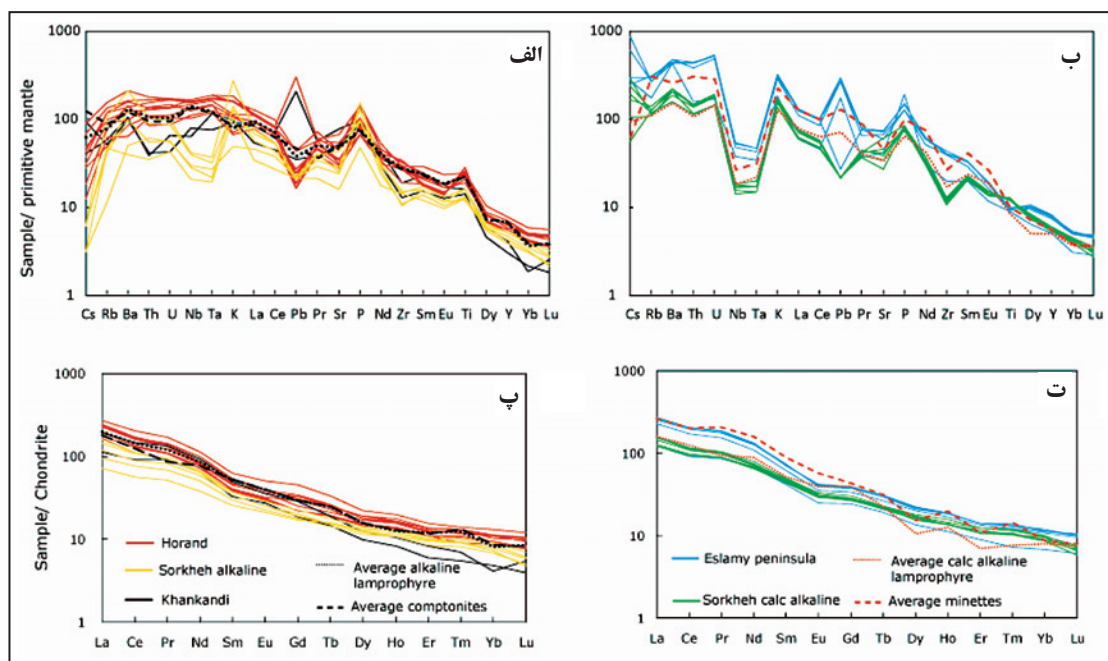 الف
1000
100
10
1
Sample/ primitive mantle
Cs Rb Ba Th U Nb Ta K La Ce Pb Pr Sr P Nd Zr Sm Eu Ti Dy Y Yb Lu
ب
1000
100
10
1
Cs Rb Ba Th U Nb Ta K La Ce Pb Pr Sr P Nd Zr Sm Eu Ti Dy Y Yb Lu
پ
1000
100
10
1
Sample/ Chondrite
Horand
Sorkheh alkaline
Khankandi
Average alkaline
lamprophyre
Average comptonites
La Ce Pr Nd Sm Eu Gd Tb Dy Ho Er Tm Yb Lu
ت
1000
100
10
1
Eslamy peninsula
Sorkheh calc alkaline
Average calc alkaline
lamprophyre
Average minettes
La Ce Pr Nd Sm Eu Gd Tb Dy Ho Er Tm Yb Lu